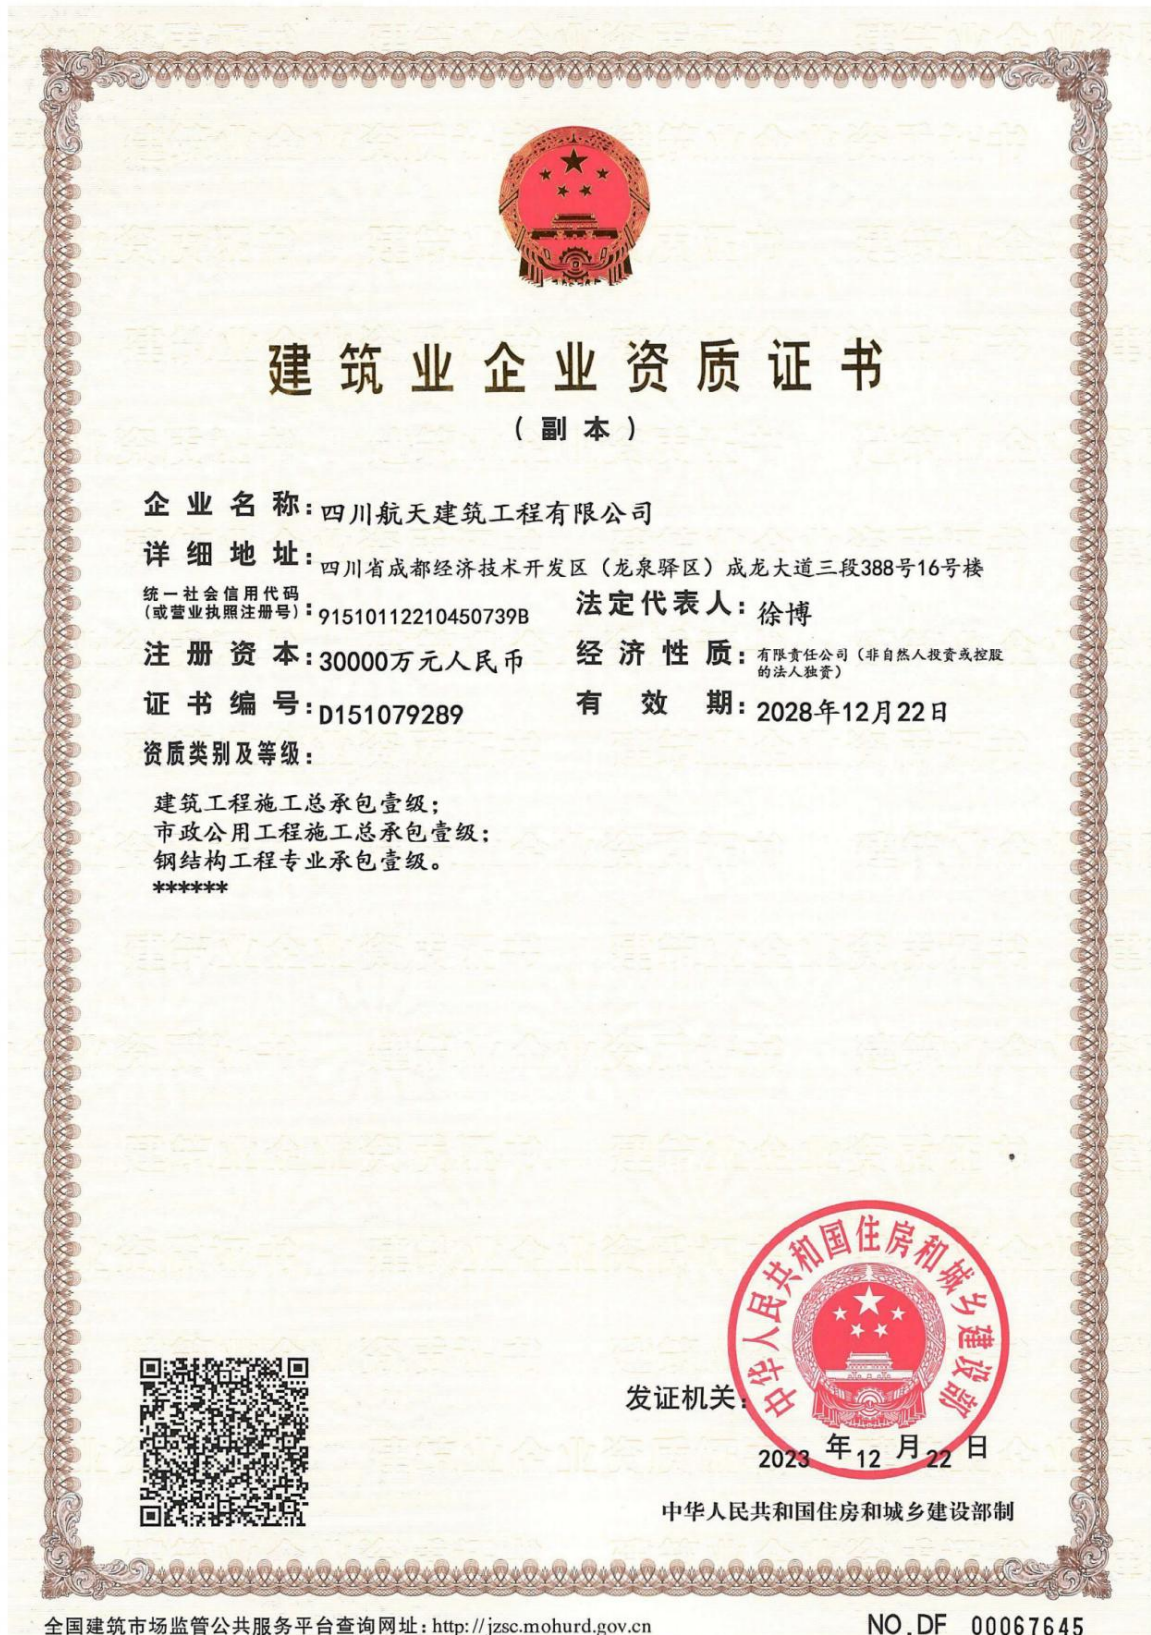 建筑业企业资质证书
（副本）
企业名称：四川航天建筑工程有限公司
详细地址：四川省成都经济技术开发区（龙泉驿区）成龙大道三段388号16号楼
统一社会信用代码
（或营业执照注册号）：91510112210450739B
法定代表人：徐博
注册资本：30000万元人民币
经济性质：有限责任公司（非自然人投资或控股
的法人独资）
证书编号：D151079289
有效期：2028年12月22日
资质类别及等级：
建筑工程施工总承包壹级；
市政公用工程施工总承包壹级；
钢结构工程专业承包壹级。
******
中华人民共和国住房和城乡建设部
发证机关：
2023年12月22日
中华人民共和国住房和城乡建设部制
全国建筑市场监管公共服务平台查询网址：http://jzsc.mohurd.gov.cn
NO.DF 00067645